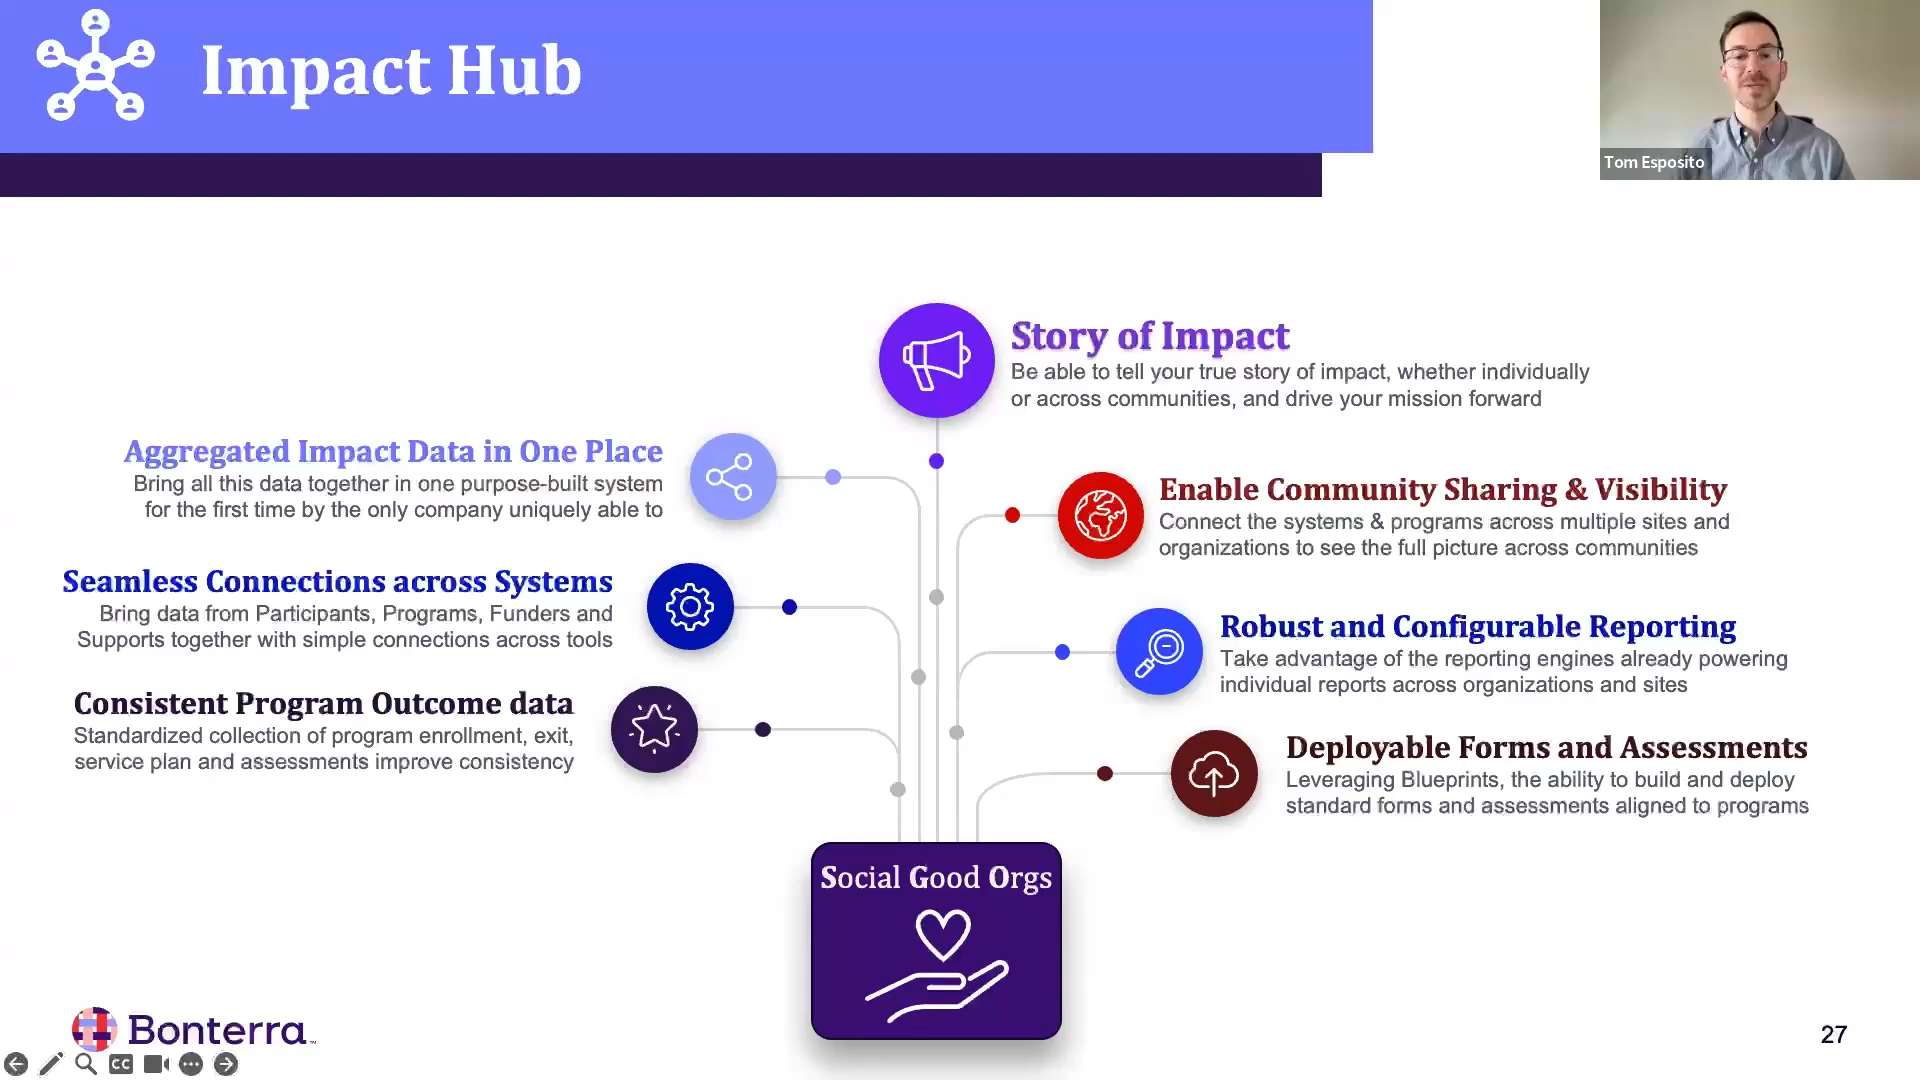 Impact Hub
Tom Esposito
Story of Impact
Be able to tell your true story of impact, whether individually
or across communities, and drive your mission forward
Aggregated Impact Data in One Place
Bring all this data together in one purpose-built system
for the first time by the only company uniquely able to
Enable Community Sharing & Visibility
Connect the systems & programs across multiple sites and
organizations to see the full picture across communities
Seamless Connections across Systems
Bring data from Participants, Programs, Funders and
Supports together with simple connections across tools
Robust and Configurable Reporting
Take advantage of the reporting engines already powering
individual reports across organizations and sites
Consistent Program Outcome data
Standardized collection of program enrollment, exit,
service plan and assessments improve consistency
Deployable Forms and Assessments
Leveraging Blueprints, the ability to build and deploy
standard forms and assessments aligned to programs
Social Good Orgs
Bonterra™
27
CC